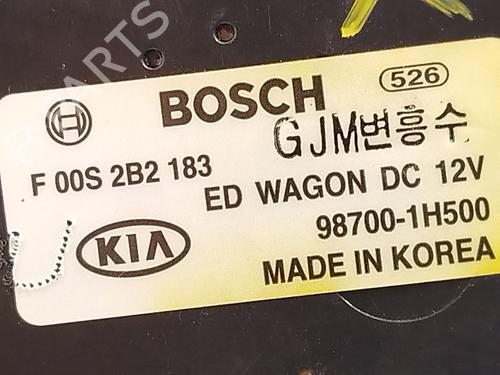 PARTS
BOSCH 526
GJM변흥수
F 00S 2B2 183
ED WAGON DC 12V
KIA
98700-1H500
MADE IN KOREA